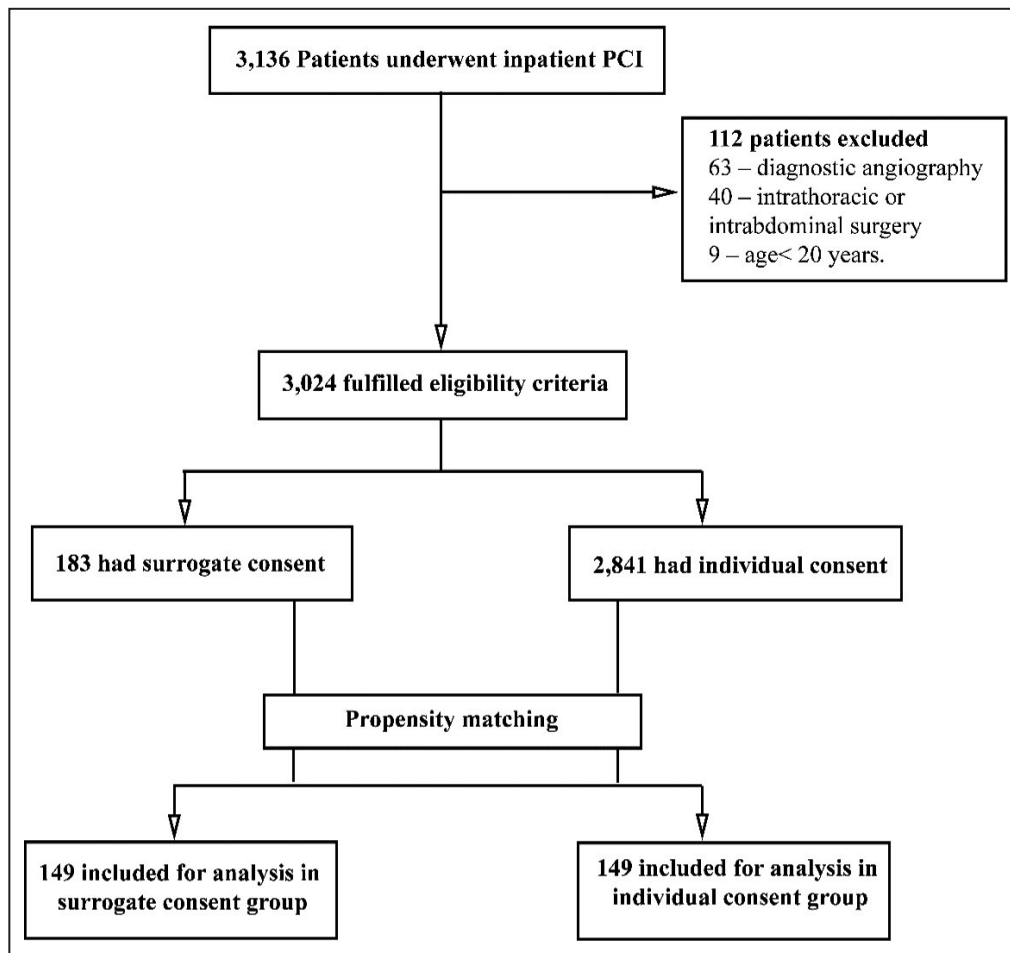 3,136 Patients underwent inpatient PCI
112 patients excluded
63 – diagnostic angiography
40 – intrathoracic or
intrabdominal surgery
9 – age< 20 years.
3,024 fulfilled eligibility criteria
183 had surrogate consent
2,841 had individual consent
Propensity matching
149 included for analysis in
surrogate consent group
149 included for analysis in
individual consent group